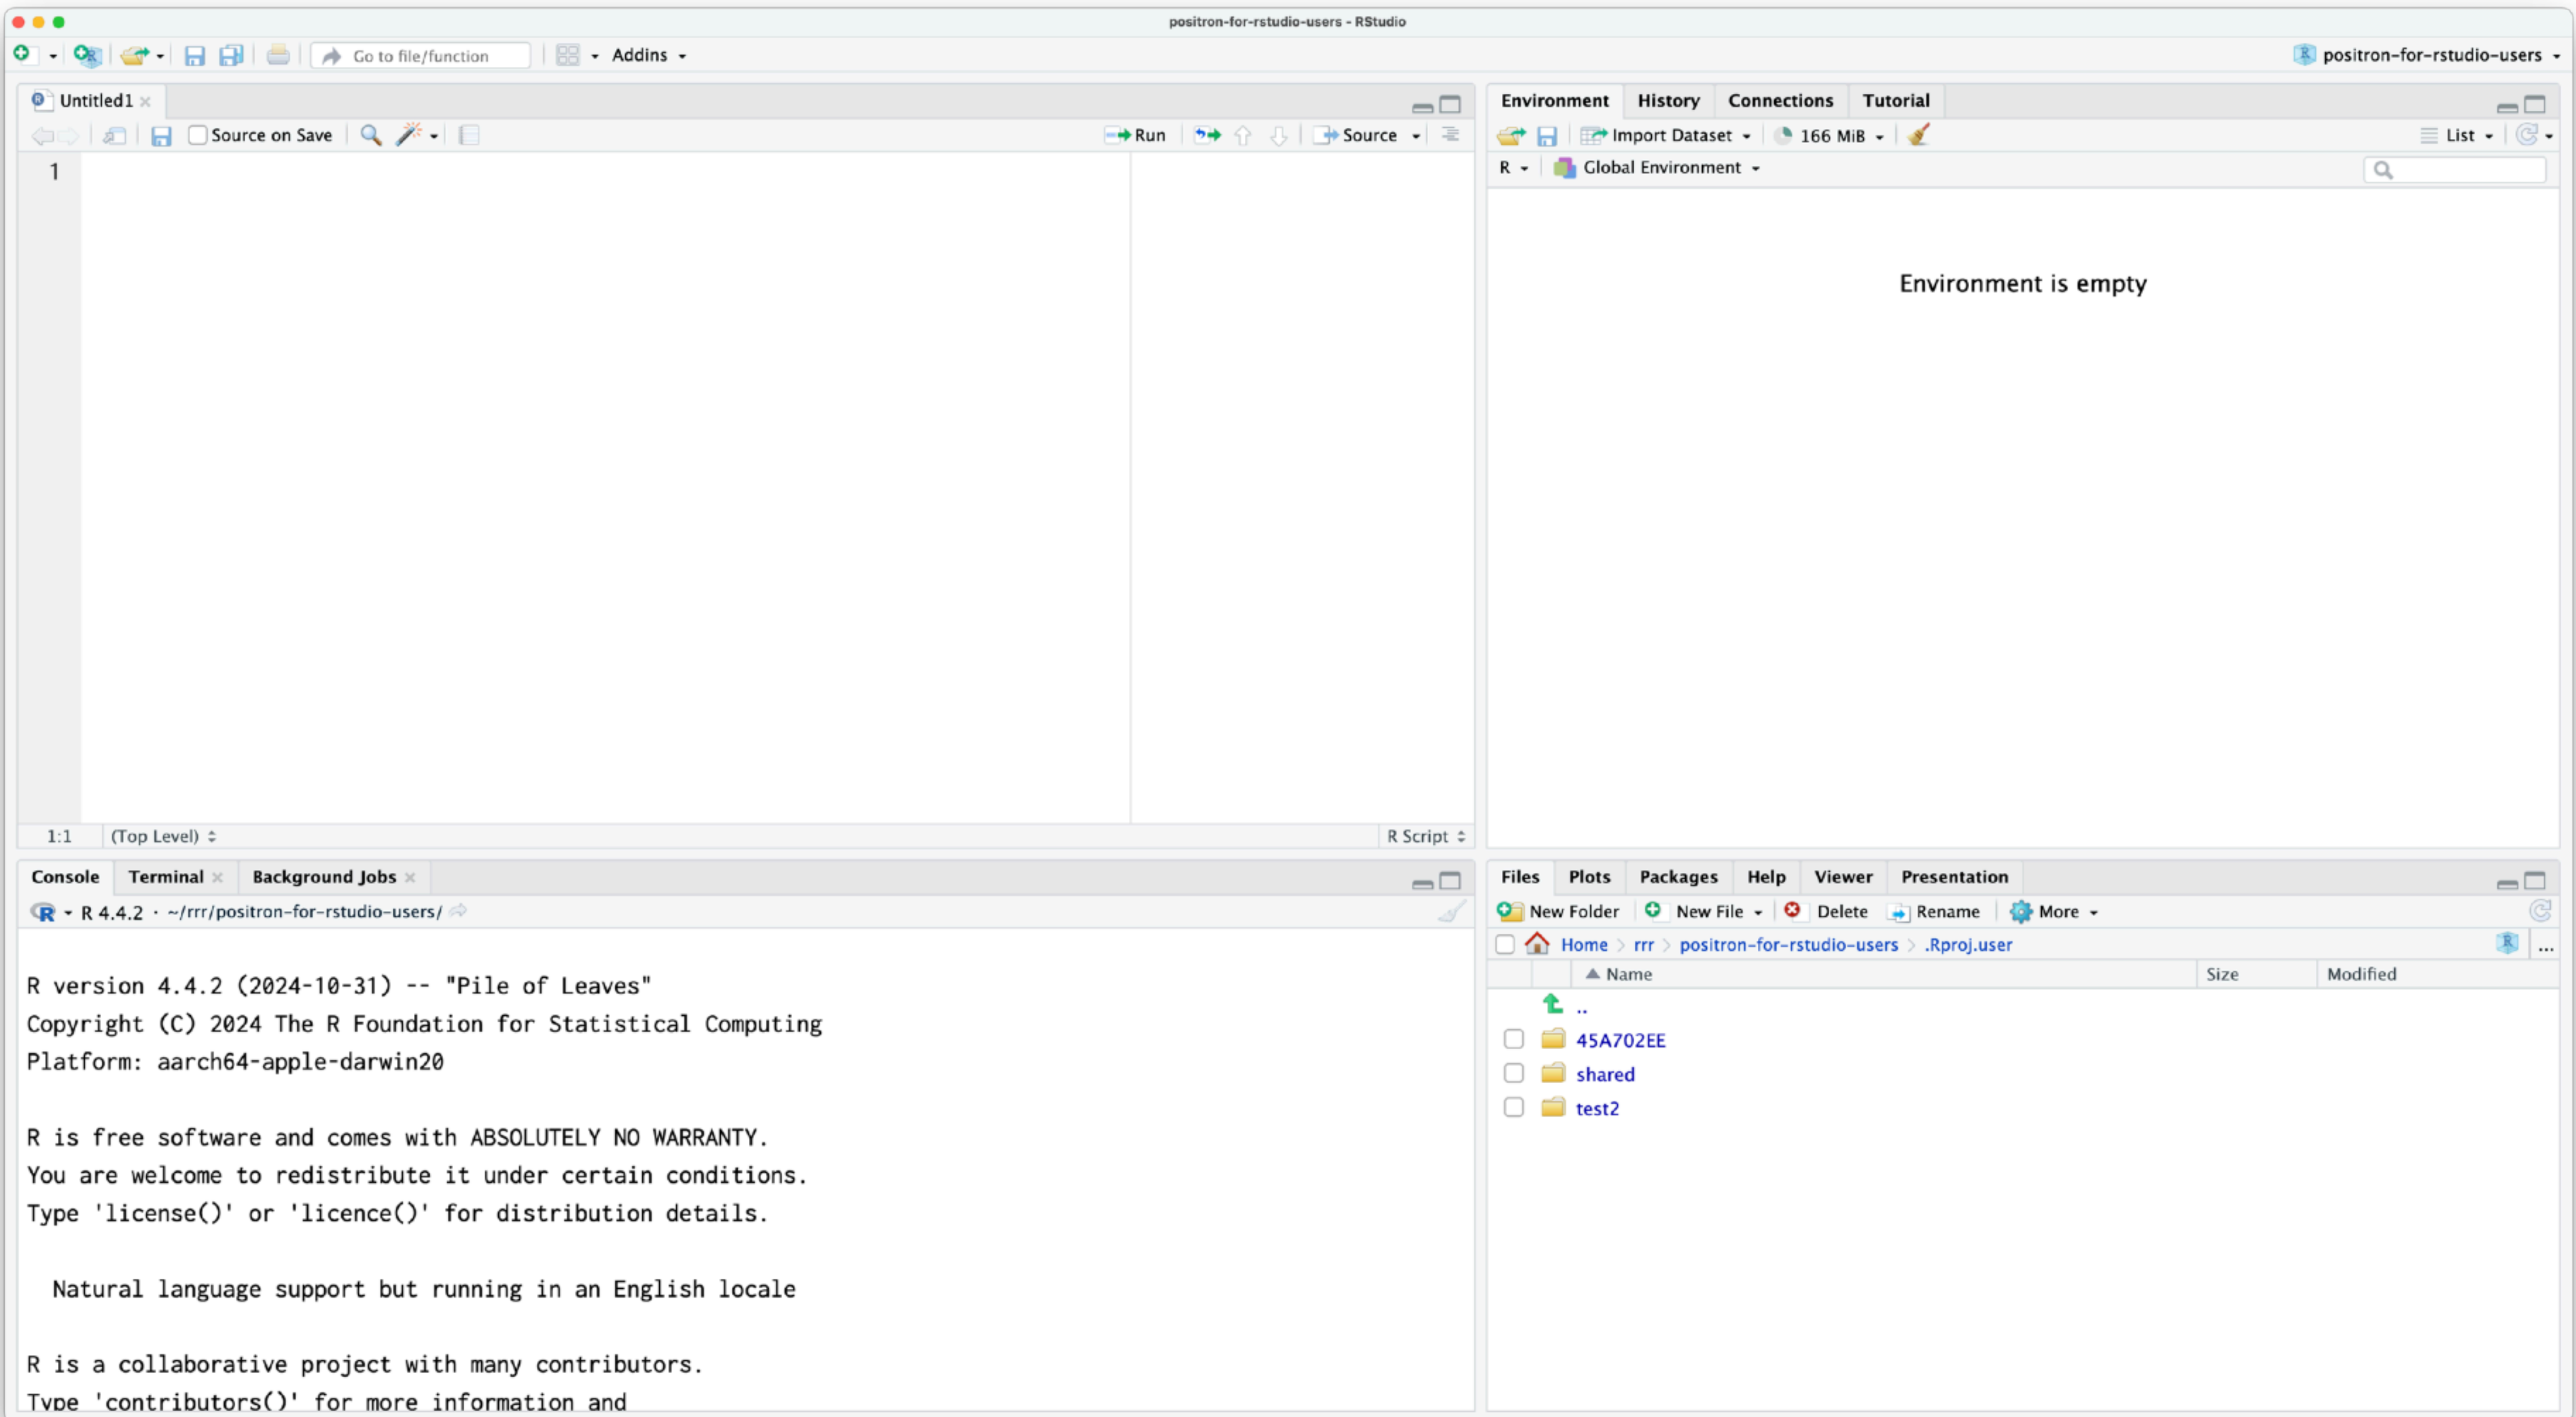 positron-for-rstudio-users - RStudio
Go to file/function
Addins
positron-for-rstudio-users
Untitled1
Source on Save
Run
Source
1
1:1
(Top Level)
R Script
Environment
History
Connections
Tutorial
Import Dataset
166 MiB
List
R
Global Environment
Environment is empty
Console
Terminal
Background Jobs
R 4.4.2 · ~/rrr/positron-for-rstudio-users/
R version 4.4.2 (2024-10-31) -- "Pile of Leaves"
Copyright (C) 2024 The R Foundation for Statistical Computing
Platform: aarch64-apple-darwin20
R is free software and comes with ABSOLUTELY NO WARRANTY.
You are welcome to redistribute it under certain conditions.
Type 'license()' or 'licence()' for distribution details.
Natural language support but running in an English locale
R is a collaborative project with many contributors.
Type 'contributors()' for more information and
Files
Plots
Packages
Help
Viewer
Presentation
New Folder
New File
Delete
Rename
More
Home
rrr
positron-for-rstudio-users
.Rproj.user
...
Name
Size
Modified
..
45A702EE
shared
test2